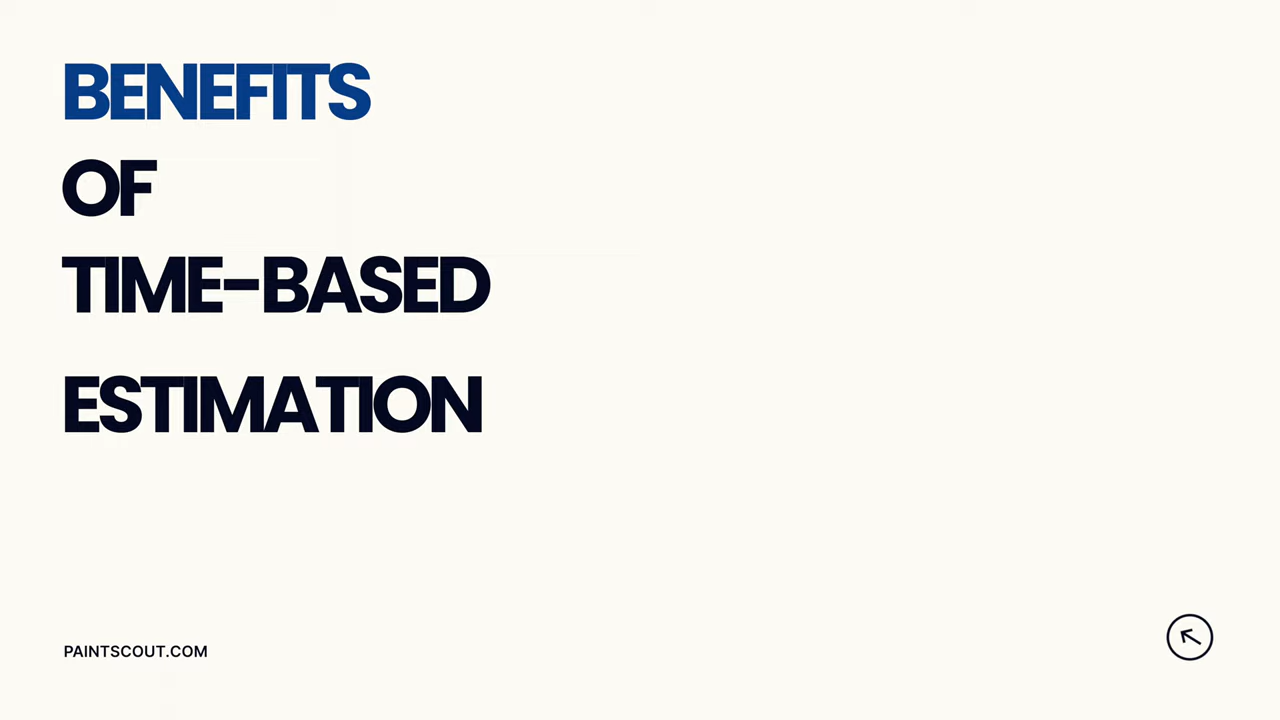 BENEFITS
OF
TIME-BASED
ESTIMATION
PAINTSCOUT.COM